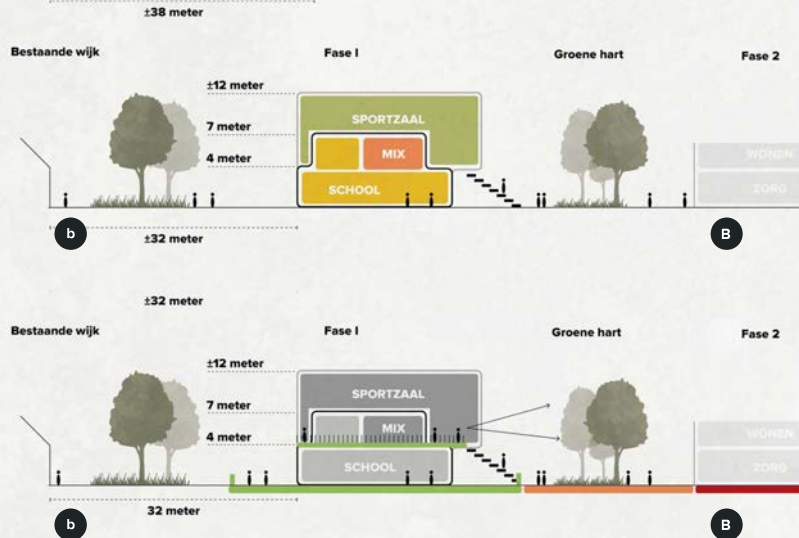 ±38 meter
Bestaande wijk
Fase I
Groene hart
Fase 2
±12 meter
SPORTZAAL
7 meter
MIX
WONEN
4 meter
SCHOOL
ZORG
b
B
±32 meter
±32 meter
Bestaande wijk
Fase I
Groene hart
Fase 2
±12 meter
SPORTZAAL
7 meter
MIX
WONEN
4 meter
SCHOOL
ZORG
32 meter
b
B